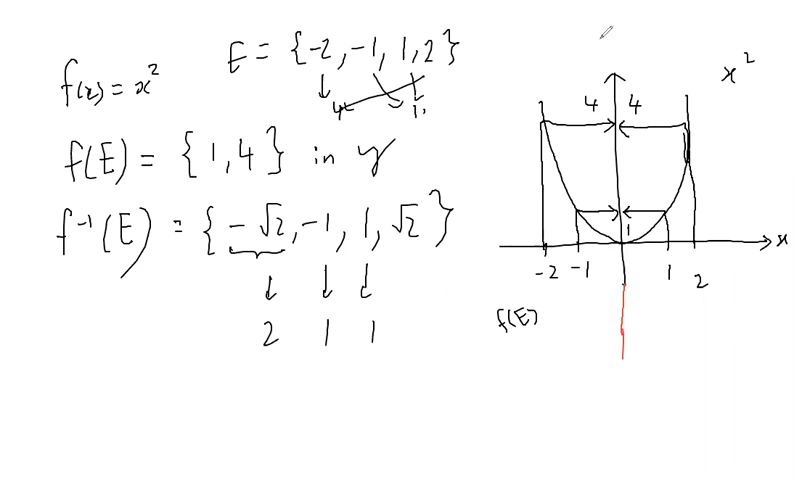 E = {-2, -1, 1, 2}
f(x) = x²
4 1
f(E) = {1, 4} in y
f⁻¹(E) = {-√2, -1, 1, √2}
2 1 1
x²
4 4
1
x
-2 -1 1 2
f(E)